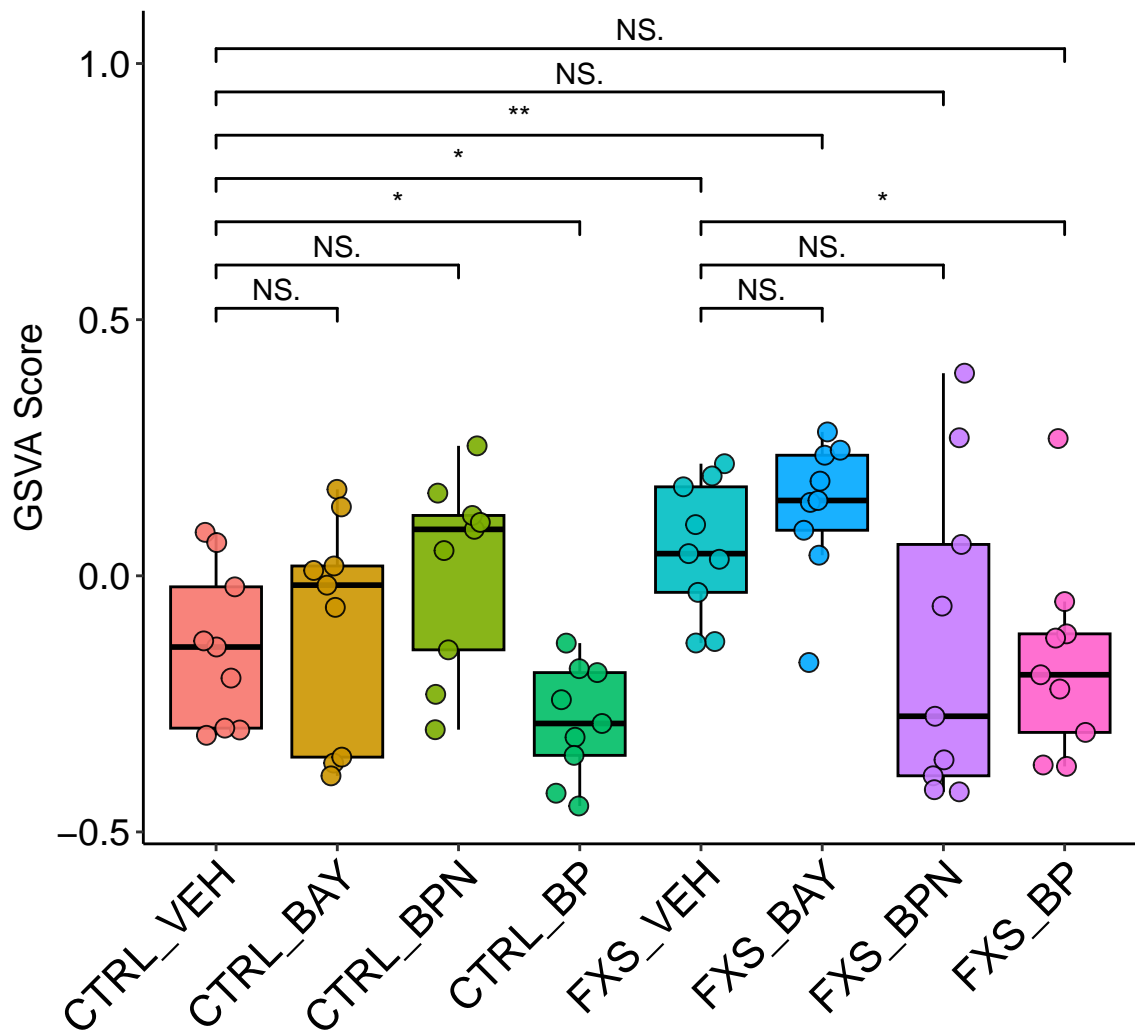 NS.
1.0
NS.
**
*
*
*
NS.
NS.
NS.
NS.
0.5
GSVA Score
0.0
−0.5
CTRL_VEH
CTRL_BAY
CTRL_BPN
CTRL_BP
FXS_VEH
FXS_BAY
FXS_BPN
FXS_BP